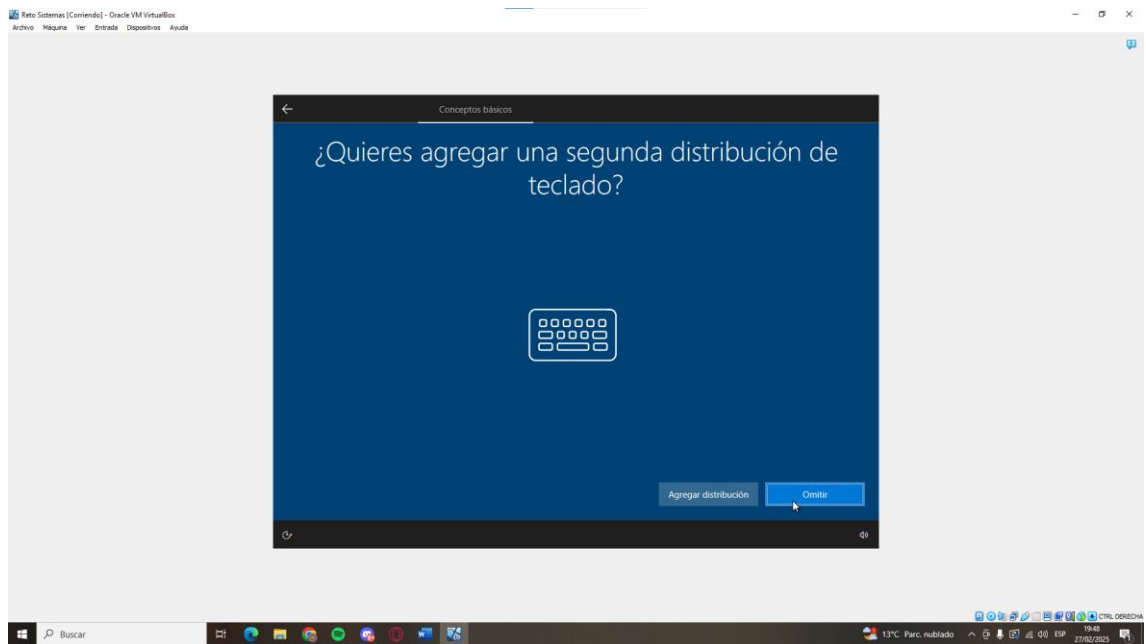 Reto Sistemas [Corriendo] - Oracle VM VirtualBox
Archivo Máquina Ver Entrada Dispositivos Ayuda
Conceptos básicos
¿Quieres agregar una segunda distribución de
teclado?
Agregar distribución
Omitir
CTRL DERECHA
Buscar
13°C Parc. nublado
ESP
19:48
27/02/2025